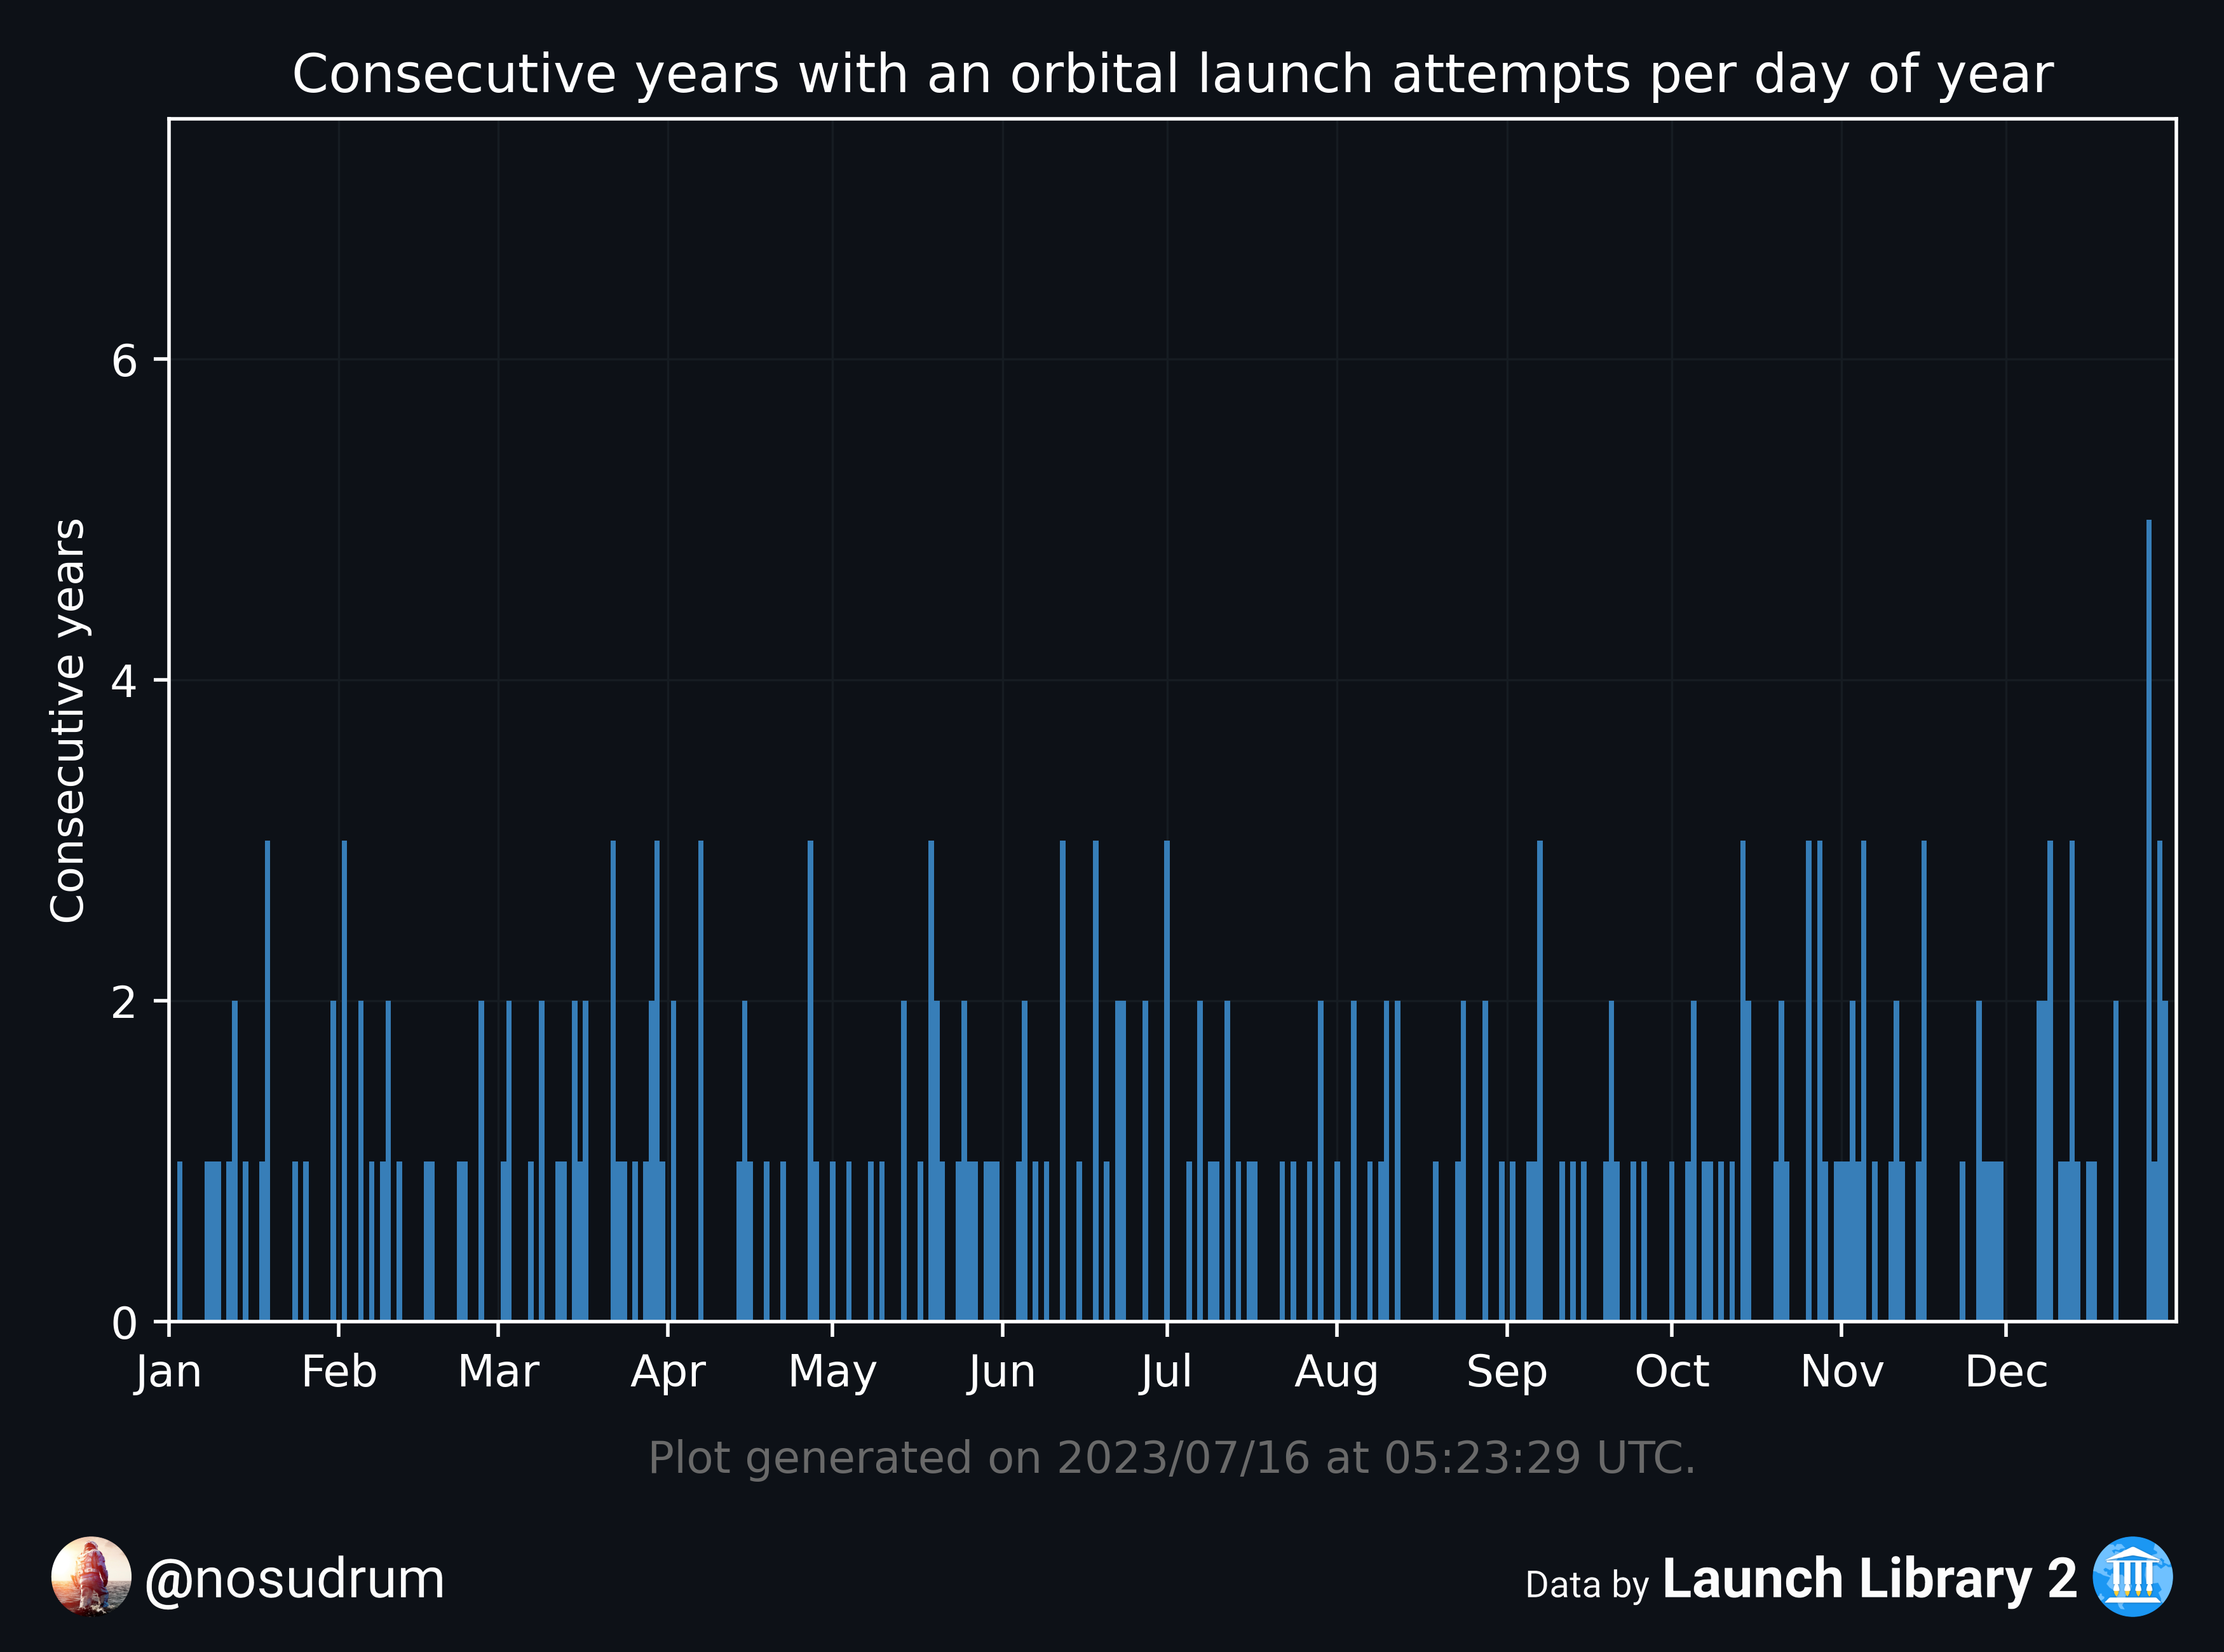 Consecutive years with an orbital launch attempts per day of year
Consecutive years
6
4
2
0
Jan Feb Mar Apr May Jun Jul Aug Sep Oct Nov Dec
Plot generated on 2023/07/16 at 05:23:29 UTC.
@nosudrum
Data by Launch Library 2